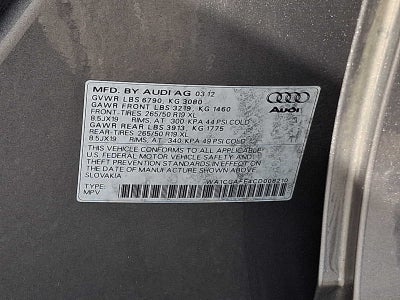 MFD. BY AUDI AG 03.12
GVWR LBS 6790, KG 3080
GAWR FRONT LBS 3219, KG 1460
FRONT-TIRES: 265/50 R19 XL
8.5JX19 RIMS, AT 300 KPA 44 PSI COLD
GAWR REAR LBS 3913, KG 1775
REAR-TIRES: 265/50 R19 XL
8.5JX19 RIMS, AT 340 KPA 49 PSI COLD
THIS VEHICLE CONFORMS TO ALL APPLICABLE
U.S. FEDERAL MOTOR VEHICLE SAFETY AND
THEFT PREVENTION STANDARDS IN EFFECT ON
THE DATE OF MANUFACTURE SHOWN ABOVE.
SLOVAKIA
TYPE:
MPV
Audi